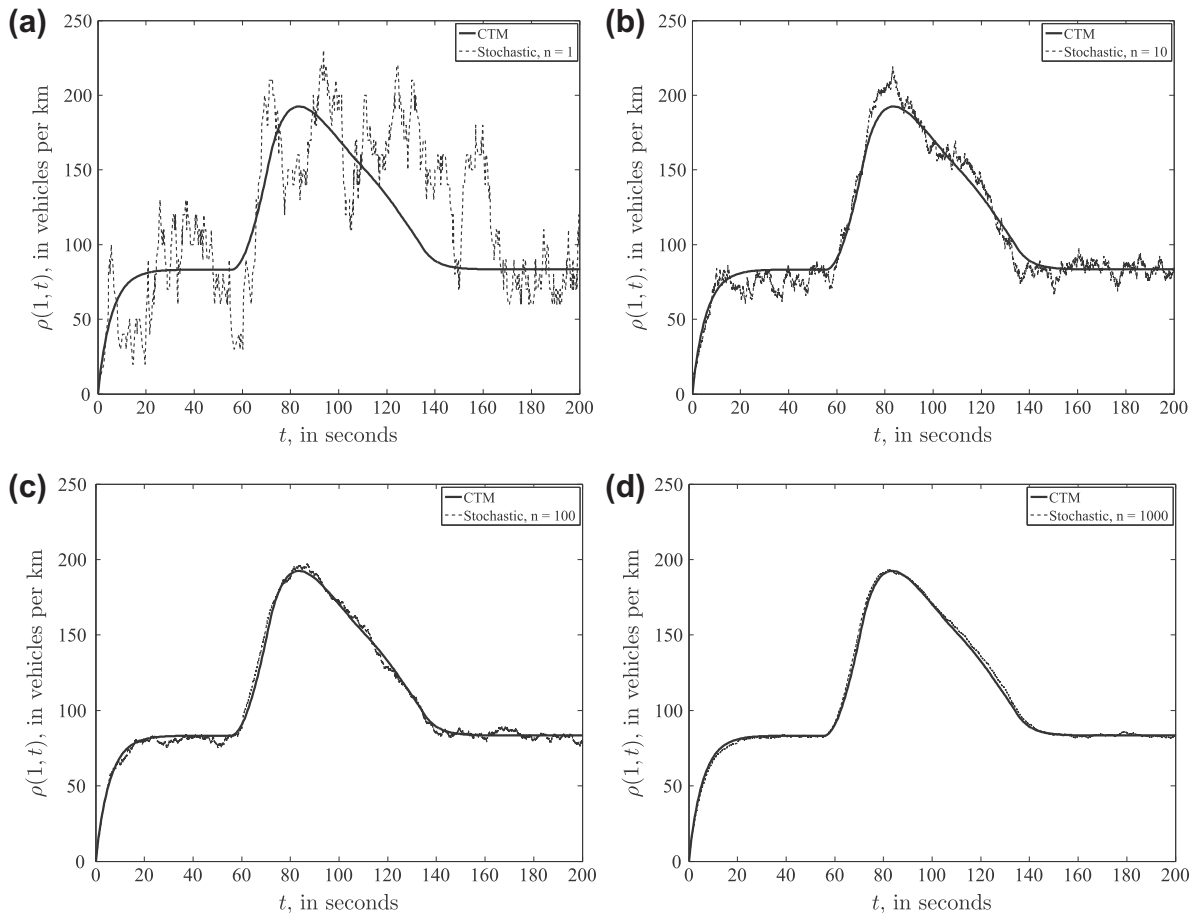 (a)
250
200
150
100
50
0
ρ(1, t), in vehicles per km
CTM
Stochastic, n = 1
0 20 40 60 80 100 120 140 160 180 200
t, in seconds
(b)
250
200
150
100
50
0
ρ(1, t), in vehicles per km
CTM
Stochastic, n = 10
0 20 40 60 80 100 120 140 160 180 200
t, in seconds
(c)
250
200
150
100
50
0
ρ(1, t), in vehicles per km
CTM
Stochastic, n = 100
0 20 40 60 80 100 120 140 160 180 200
t, in seconds
(d)
250
200
150
100
50
0
ρ(1, t), in vehicles per km
CTM
Stochastic, n = 1000
0 20 40 60 80 100 120 140 160 180 200
t, in seconds